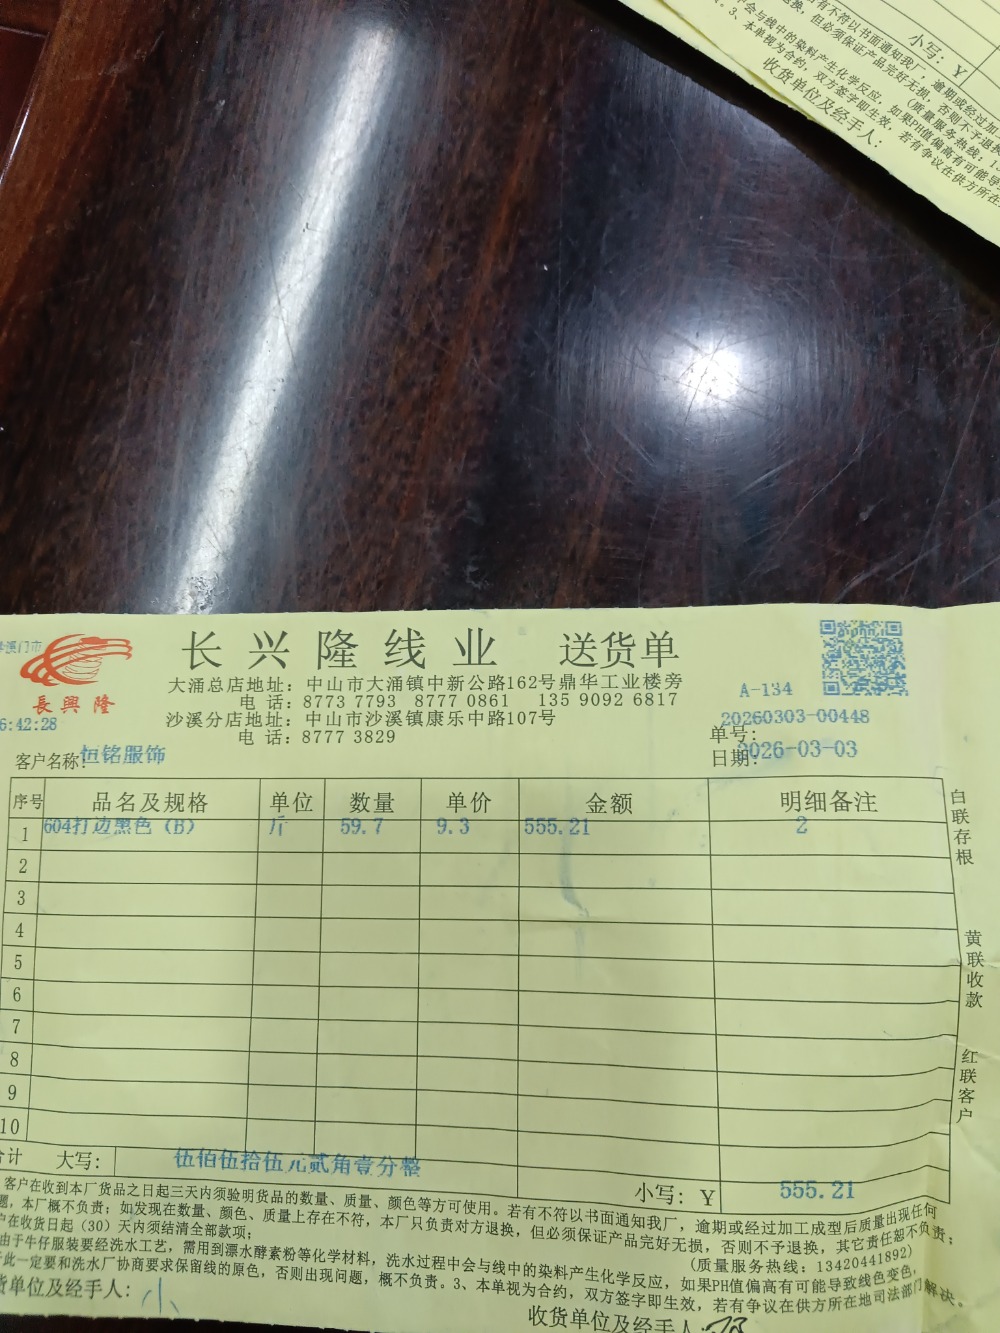 小写：Y
收货单位及经手人：
长兴隆线业 送货单
長興隆
大涌总店地址：中山市大涌镇中新公路162号鼎华工业楼旁
电 话：8773 7793 8777 0861 135 9092 6817
沙溪分店地址：中山市沙溪镇康乐中路107号
电 话：8777 3829
6:42:28
A-134
20260303-00448
单号：
日期：2026-03-03
客户名称：恒铭服饰
序号 品名及规格 单位 数量 单价 金额 明细备注
1 604打边黑色（B） 斤 59.7 9.3 555.21 2
2
3
4
5
6
7
8
9
10
合计 大写：伍佰伍拾伍元贰角壹分整
小写：Y 555.21
白联存根
黄联收款
红联客户
客户在收到本厂货品之日起三天内须验明货品的数量、质量、颜色等方可使用。若有不符以书面通知我厂，逾期或经过加工成型后质量出现任何
题，本厂概不负责；如发现在数量、颜色、质量上存在不符，本厂只负责对方退换，但必须保证产品完好无损，否则不予退换，其它责任恕不负责；
户在收货日起（30）天内须结清全部款项；
(质量服务热线：13420441892)
由于牛仔服装要经洗水工艺，需用到漂水酵素粉等化学材料，洗水过程中会与线中的染料产生化学反应，如果PH值偏高有可能导致线色变色，
此一定要和洗水厂协商要求保留线的原色，否则出现问题，概不负责。3、本单视为合约，双方签字即生效，若有争议在供方所在地司法部门解决。
货单位及经手人：
收货单位及经手人：